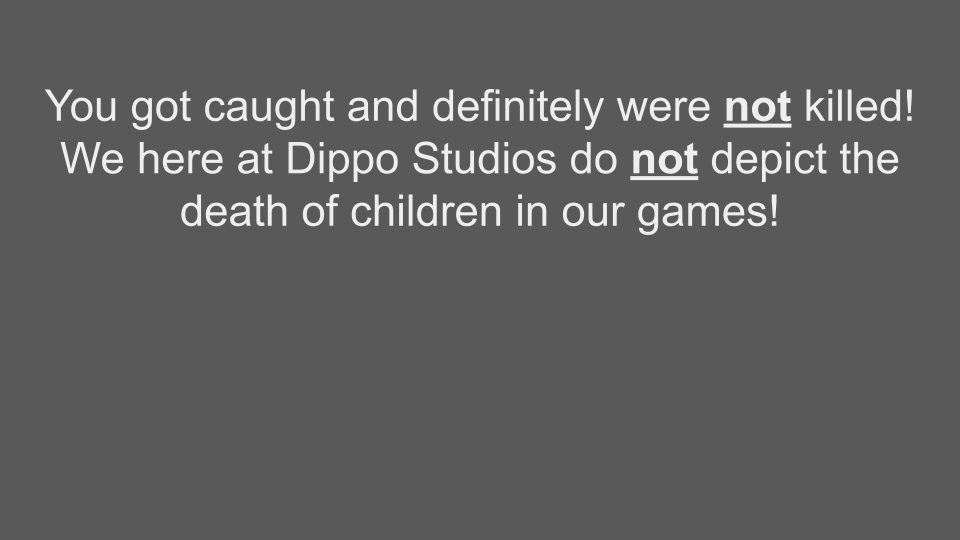 You got caught and definitely were not killed!
We here at Dippo Studios do not depict the
death of children in our games!